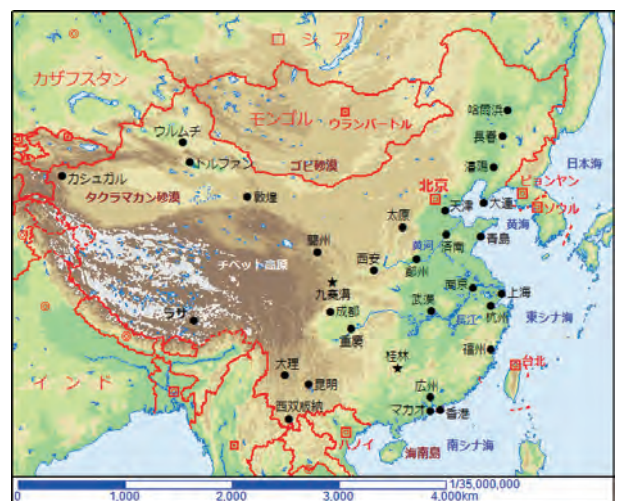 ロシア
カザフスタン
モンゴル
ウランバートル
哈爾浜
長春
ウルムチ
トルファン
ゴビ砂漠
瀋陽
日本海
カシュガル
タクラマカン砂漠
敦煌
北京
天津
大連
ピョンヤン
ソウル
太原
黄海
蘭州
西安
黄河
済南
青島
チベット高原
鄭州
九寨溝
南京
上海
ラサ
成都
武漢
長江
杭州
東シナ海
重慶
桂林
福州
台北
インド
大理
昆明
広州
西双版納
マカオ
香港
ハノイ
海南島
南シナ海
1/35,000,000
0
1,000
2,000
3,000
4,000km